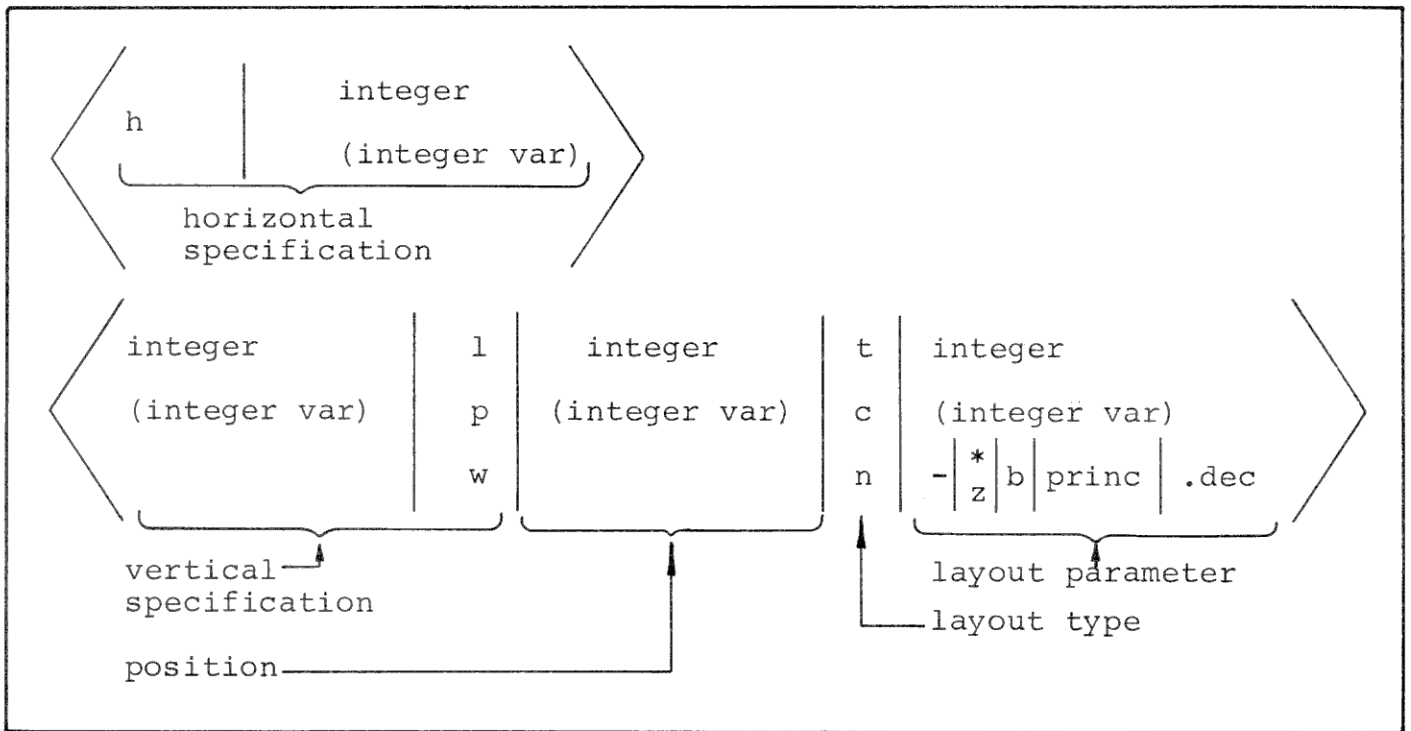 h integer
(integer var)
horizontal
specification
integer l integer t integer
(integer var) p (integer var) c (integer var)
w n - * z b princ .dec
vertical layout parameter
specification
layout type
position